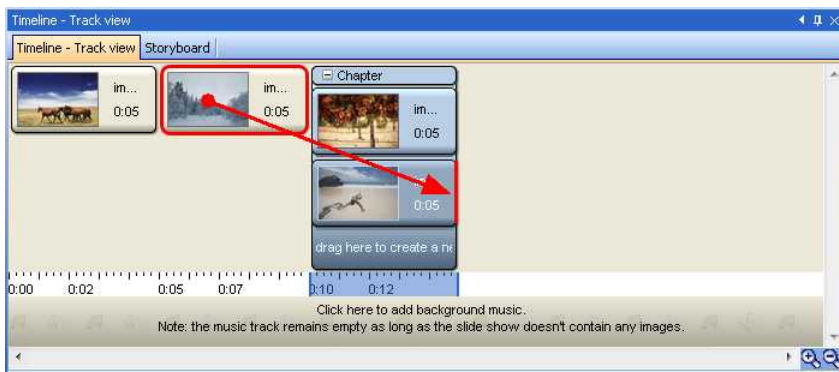 Timeline - Track view
Timeline - Track view Storyboard
im...
0:05
im...
0:05
Chapter
im...
0:05
0:05
drag here to create a ne
0:00 0:02 0:05 0:07 0:10 0:12
Click here to add background music.
Note: the music track remains empty as long as the slide show doesn't contain any images.